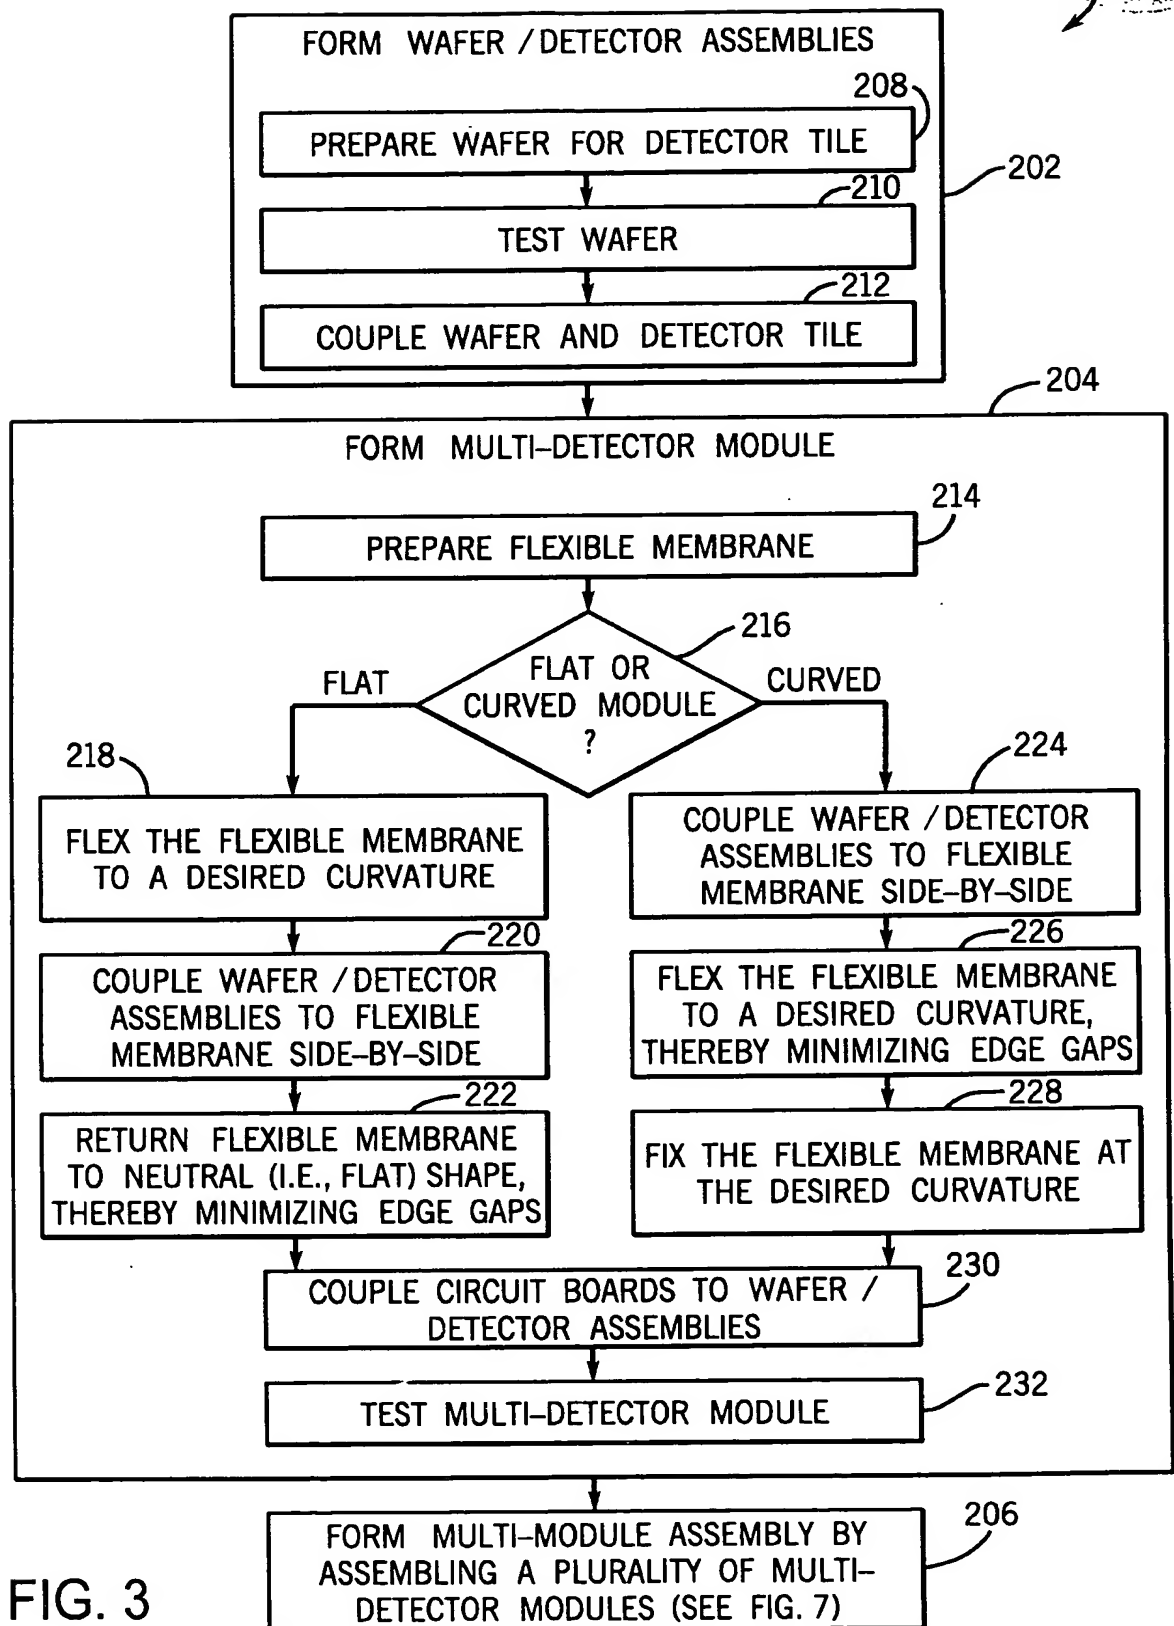 FORM WAFER / DETECTOR ASSEMBLIES
208
PREPARE WAFER FOR DETECTOR TILE
202
210
TEST WAFER
212
COUPLE WAFER AND DETECTOR TILE
204
FORM MULTI–DETECTOR MODULE
214
PREPARE FLEXIBLE MEMBRANE
216
FLAT OR
CURVED MODULE
?
FLAT
CURVED
218
FLEX THE FLEXIBLE MEMBRANE
TO A DESIRED CURVATURE
220
COUPLE WAFER / DETECTOR
ASSEMBLIES TO FLEXIBLE
MEMBRANE SIDE–BY–SIDE
222
RETURN FLEXIBLE MEMBRANE
TO NEUTRAL (I.E., FLAT) SHAPE,
THEREBY MINIMIZING EDGE GAPS
224
COUPLE WAFER / DETECTOR
ASSEMBLIES TO FLEXIBLE
MEMBRANE SIDE–BY–SIDE
226
FLEX THE FLEXIBLE MEMBRANE
TO A DESIRED CURVATURE,
THEREBY MINIMIZING EDGE GAPS
228
FIX THE FLEXIBLE MEMBRANE AT
THE DESIRED CURVATURE
230
COUPLE CIRCUIT BOARDS TO WAFER /
DETECTOR ASSEMBLIES
232
TEST MULTI–DETECTOR MODULE
206
FORM MULTI–MODULE ASSEMBLY BY
ASSEMBLING A PLURALITY OF MULTI–
DETECTOR MODULES (SEE FIG. 7)
FIG. 3